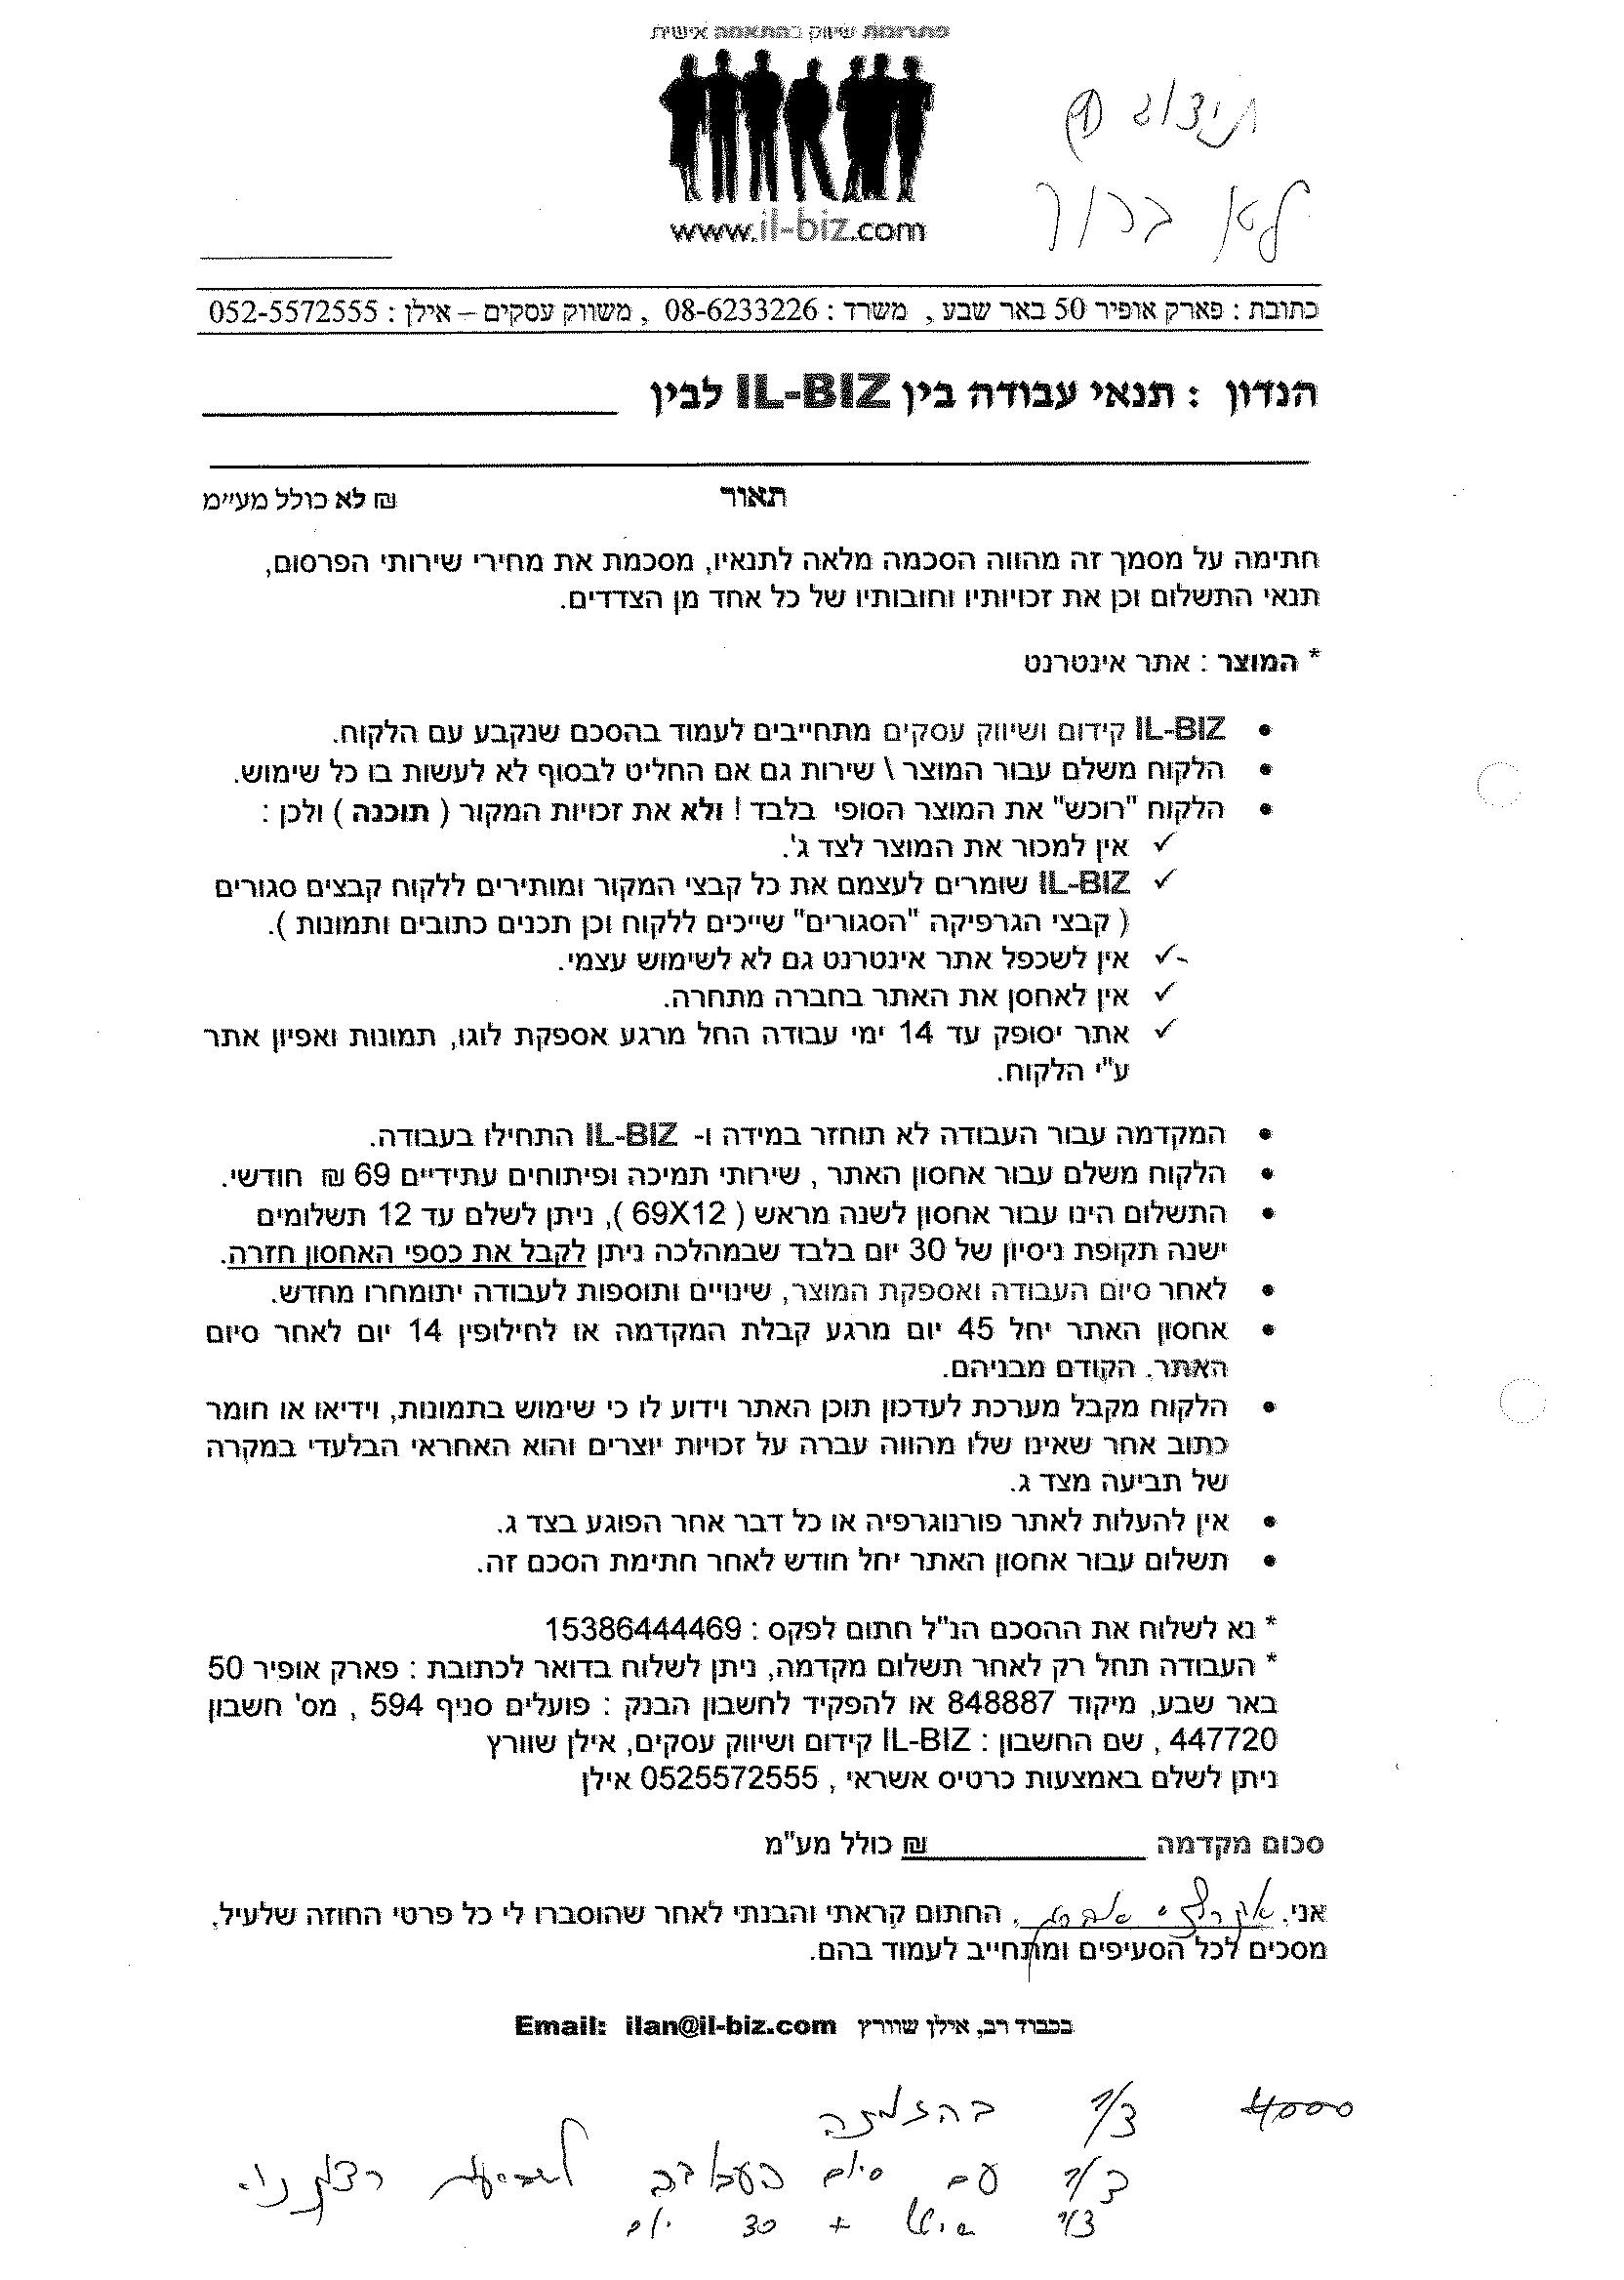 פתרונות שיווק בהתאמה אישית
www.il-biz.com
לא ברור
כתובת : פארק אופיר 50 באר שבע , משרד : 08-6233226 , משווק עסקים – אילן : 052-5572555
הנדון : תנאי עבודה בין IL-BIZ לבין
תאור ₪ לא כולל מע״מ
חתימה על מסמך זה מהווה הסכמה מלאה לתנאיו, מסכמת את מחירי שירותי הפרסום,
תנאי התשלום וכן את זכויותיו וחובותיו של כל אחד מן הצדדים.
* המוצר : אתר אינטרנט
• IL-BIZ קידום ושיווק עסקים מתחייבים לעמוד בהסכם שנקבע עם הלקוח.
• הלקוח משלם עבור המוצר \ שירות גם אם החליט לבסוף לא לעשות בו כל שימוש.
• הלקוח "רוכש" את המוצר הסופי בלבד ! ולא את זכויות המקור ( תוכנה ) ולכן :
✓ אין למכור את המוצר לצד ג'.
✓ IL-BIZ שומרים לעצמם את כל קבצי המקור ומותירים ללקוח קבצים סגורים
( קבצי הגרפיקה "הסגורים" שייכים ללקוח וכן תכנים כתובים ותמונות ).
✓ אין לשכפל אתר אינטרנט גם לא לשימוש עצמי.
✓ אין לאחסן את האתר בחברה מתחרה.
✓ אתר יסופק עד 14 ימי עבודה החל מרגע אספקת לוגו, תמונות ואפיון אתר
ע"י הלקוח.
• המקדמה עבור העבודה לא תוחזר במידה ו- IL-BIZ התחילו בעבודה.
• הלקוח משלם עבור אחסון האתר , שירותי תמיכה ופיתוחים עתידיים 69 ₪ חודשי.
• התשלום הינו עבור אחסון לשנה מראש ( 69X12 ), ניתן לשלם עד 12 תשלומים
ישנה תקופת ניסיון של 30 יום בלבד שבמהלכה ניתן לקבל את כספי האחסון חזרה.
• לאחר סיום העבודה ואספקת המוצר, שינויים ותוספות לעבודה יתומחרו מחדש.
• אחסון האתר יחל 45 יום מרגע קבלת המקדמה או לחילופין 14 יום לאחר סיום
האתר. הקודם מבניהם.
• הלקוח מקבל מערכת לעדכון תוכן האתר וידוע לו כי שימוש בתמונות, וידיאו או חומר
כתוב אחר שאינו שלו מהווה עברה על זכויות יוצרים והוא האחראי הבלעדי במקרה
של תביעה מצד ג.
• אין להעלות לאתר פורנוגרפיה או כל דבר אחר הפוגע בצד ג.
• תשלום עבור אחסון האתר יחל חודש לאחר חתימת הסכם זה.
* נא לשלוח את ההסכם הנ"ל חתום לפקס : 15386444469
* העבודה תחל רק לאחר תשלום מקדמה, ניתן לשלוח בדואר לכתובת : פארק אופיר 50
באר שבע, מיקוד 848887 או להפקיד לחשבון הבנק : פועלים סניף 594 , מס' חשבון
447720 , שם החשבון : IL-BIZ קידום ושיווק עסקים, אילן שוורץ
ניתן לשלם באמצעות כרטיס אשראי , 0525572555 אילן
סכום מקדמה ₪ כולל מע"מ
אני. , החתום קראתי והבנתי לאחר שהוסברו לי כל פרטי החוזה שלעיל,
מסכים לכל הסעיפים ומתחייב לעמוד בהם.
בכבוד רב, אילן שוורץ Email: ilan@il-biz.com
4000 1/3 בהזמנה
1/3 עם סיום העבודה
1/3 + 30 יום